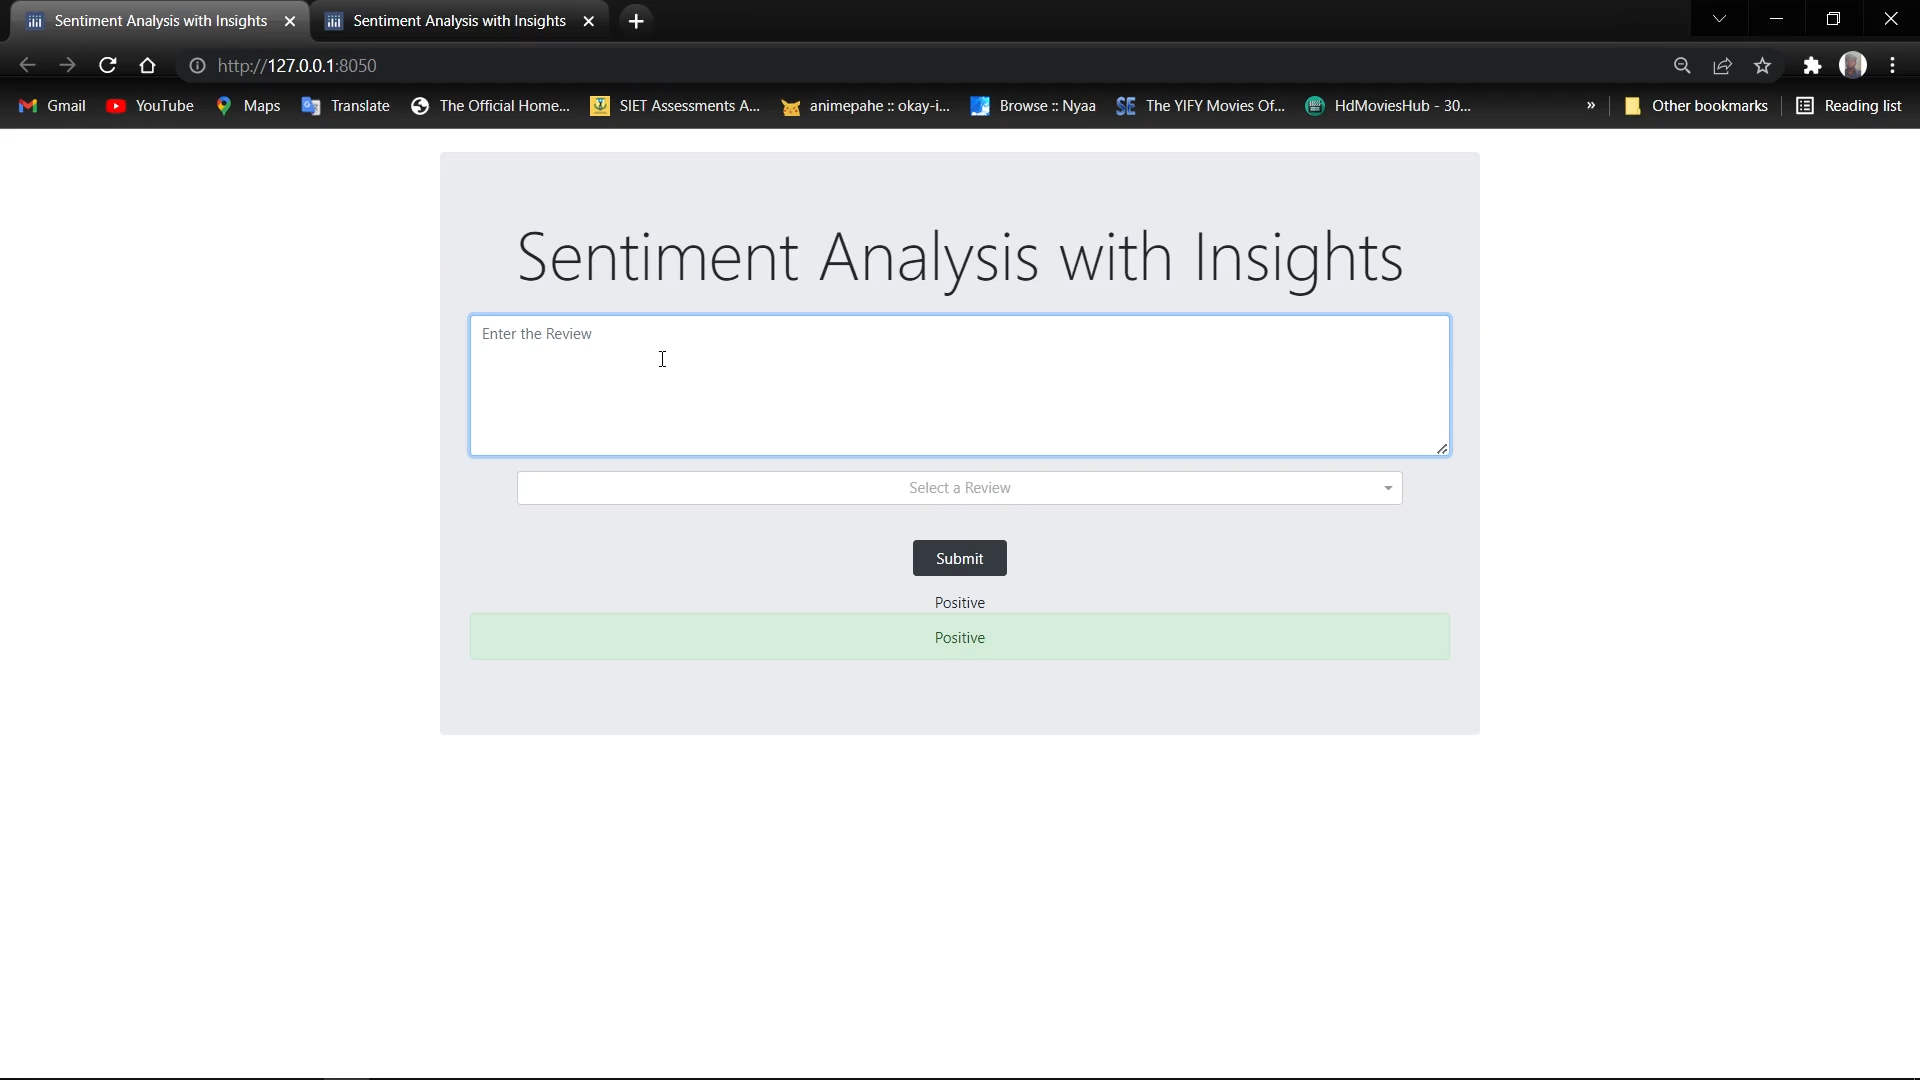 Sentiment Analysis with Insights
Sentiment Analysis with Insights
http://127.0.0.1:8050
Gmail
YouTube
Maps
Translate
The Official Home...
SIET Assessments A...
animepahe :: okay-i...
Browse :: Nyaa
SE
The YIFY Movies Of...
HdMoviesHub - 30...
»
Other bookmarks
Reading list
Sentiment Analysis with Insights
Enter the Review
Select a Review
Submit
Positive
Positive